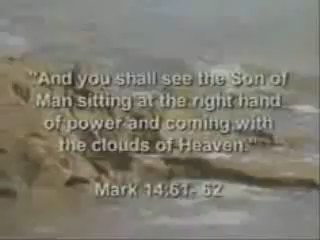 "And you shall see the Son of
Man sitting at the right hand
of power and coming with
the clouds of Heaven."
Mark 14:61- 62